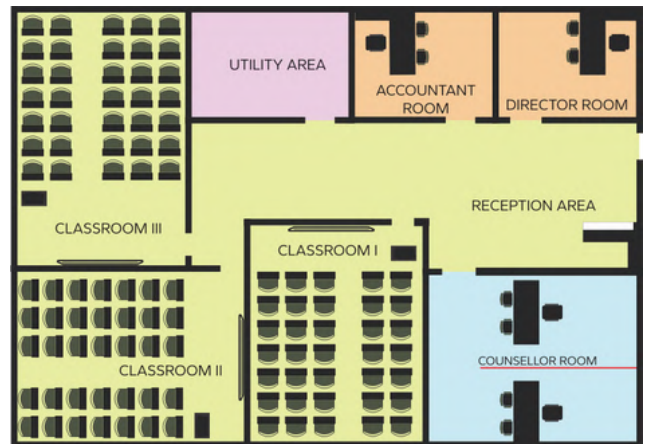 UTILITY AREA
ACCOUNTANT
ROOM
DIRECTOR ROOM
RECEPTION AREA
CLASSROOM III
CLASSROOM I
COUNSELLOR ROOM
CLASSROOM II